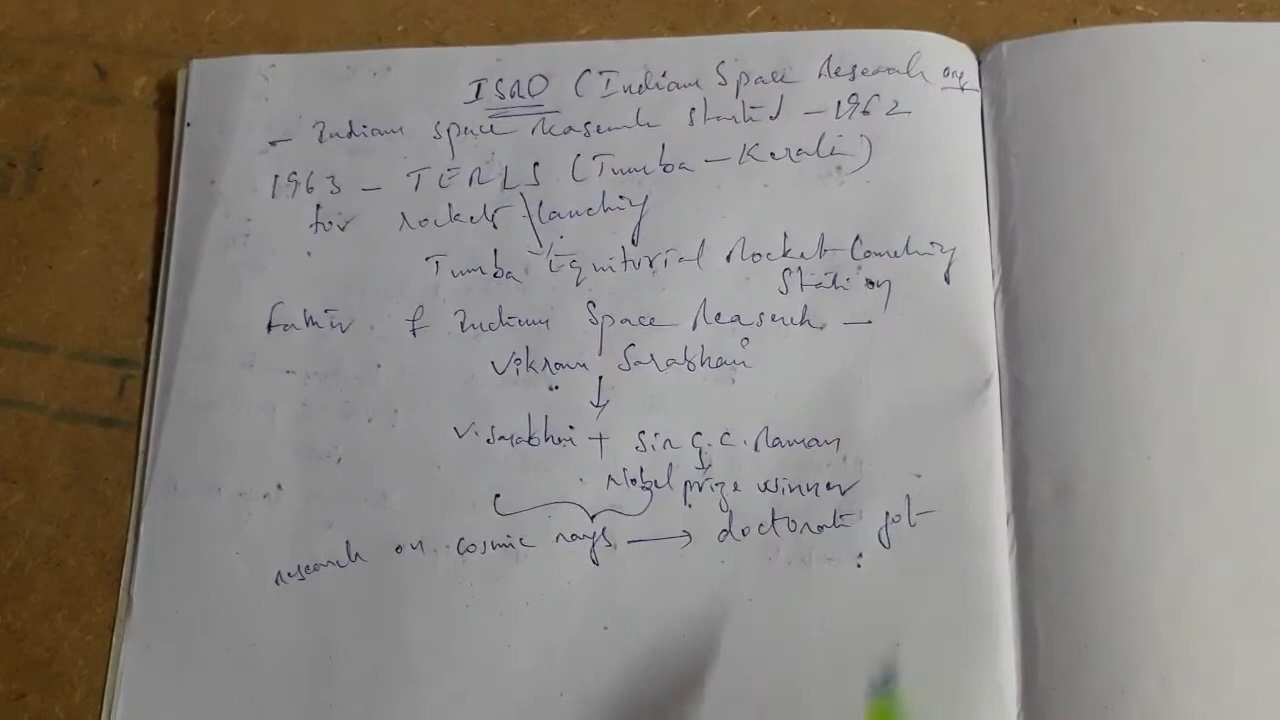 ISRO (Indian Space Research org
- Indian space Research started - 1962
1963 - TERLS (Tumba - Kerala)
for rockets launching
Tumba Equitorial Rocket Launching
Station
Father of Indian Space Research -
Vikram Sarabhai
V. Sarabhai + Sir C. C. Raman
Nobel prize winner
research on cosmic rays → doctorate got